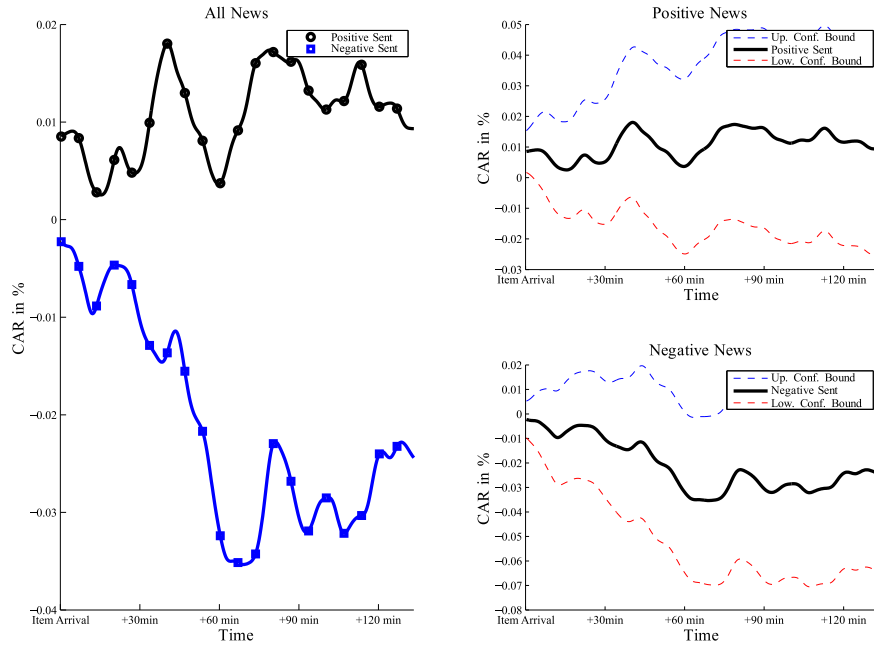 All News
0.02
0.01
0
−0.01
−0.02
−0.03
−0.04
CAR in %
Positive Sent
Negative Sent
Item Arrival
+30min
+60 min
+90 min
+120 min
Time
Positive News
0.05
0.04
0.03
0.02
0.01
0
−0.01
−0.02
−0.03
CAR in %
Up. Conf. Bound
Positive Sent
Low. Conf. Bound
Item Arrival
+30min
+60 min
+90 min
+120 min
Time
Negative News
0.02
0.01
0
−0.01
−0.02
−0.03
−0.04
−0.05
−0.06
−0.07
−0.08
CAR in %
Up. Conf. Bound
Negative Sent
Low. Conf. Bound
Item Arrival
+30min
+60 min
+90 min
+120 min
Time